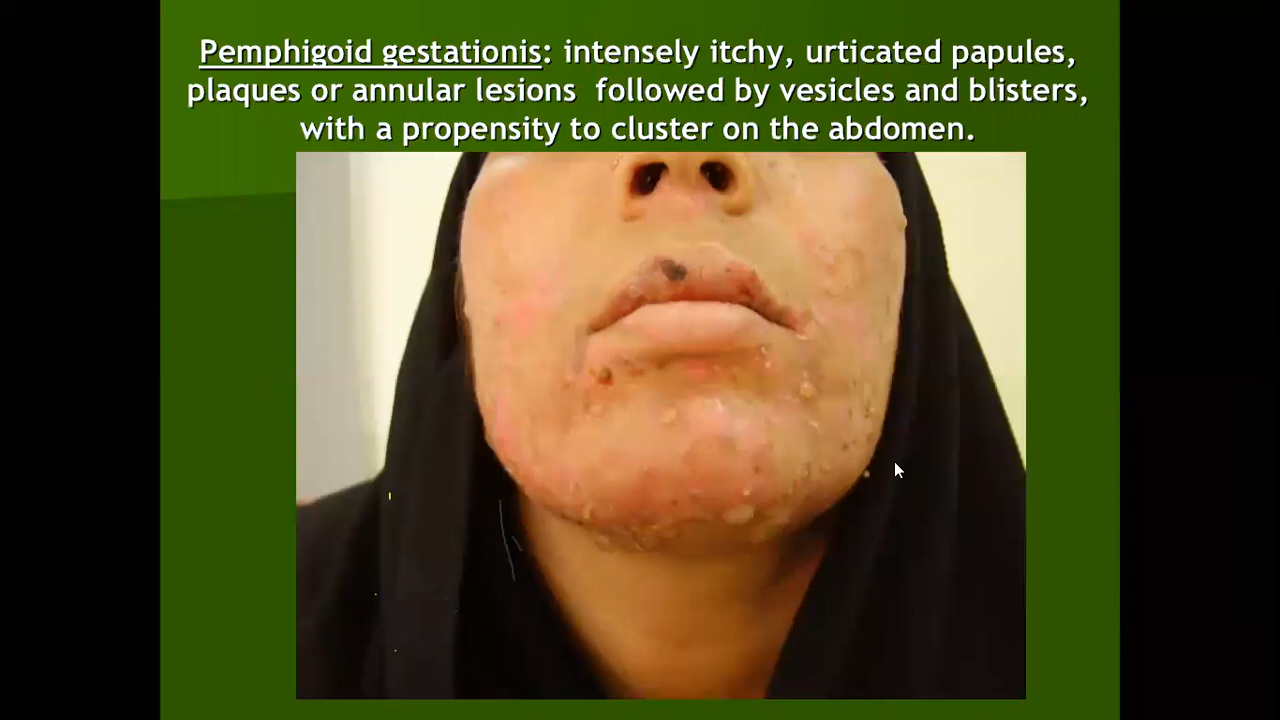 Pemphigoid gestationis: intensely itchy, urticated papules,
plaques or annular lesions followed by vesicles and blisters,
with a propensity to cluster on the abdomen.